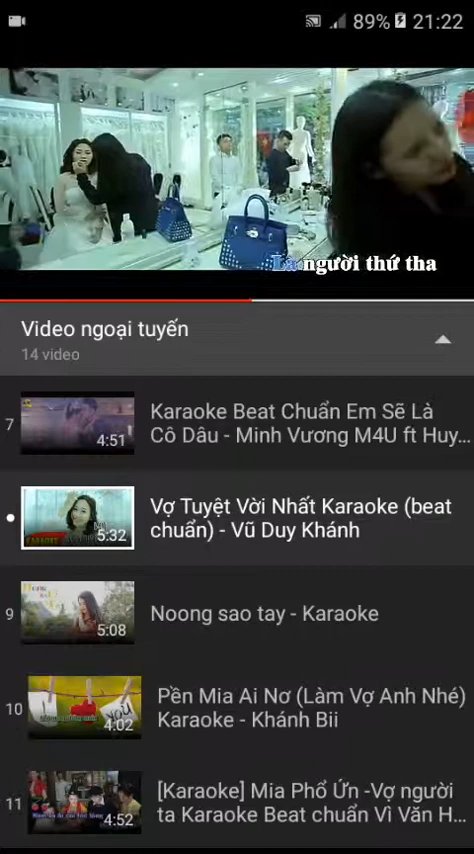 89% 21:22
Là người thứ tha
Video ngoại tuyến
14 video
7
4:51
Karaoke Beat Chuẩn Em Sẽ Là
Cô Dâu - Minh Vương M4U ft Huy...
5:32
Vợ Tuyệt Vời Nhất Karaoke (beat
chuẩn) - Vũ Duy Khánh
9
5:08
Noong sao tay - Karaoke
10
YOU
4:02
Pền Mia Ai Nơ (Làm Vợ Anh Nhé)
Karaoke - Khánh Bii
11
4:52
[Karaoke] Mia Phổ Ứn -Vợ người
ta Karaoke Beat chuẩn Vì Văn H...